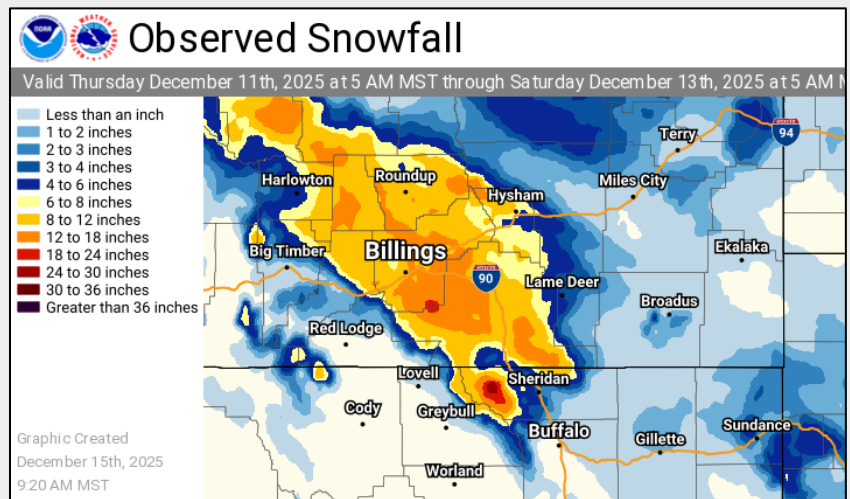 NOAA
NATIONAL WEATHER SERVICE
Observed Snowfall
Valid Thursday December 11th, 2025 at 5 AM MST through Saturday December 13th, 2025 at 5 AM M
Less than an inch
1 to 2 inches
2 to 3 inches
3 to 4 inches
4 to 6 inches
6 to 8 inches
8 to 12 inches
12 to 18 inches
18 to 24 inches
24 to 30 inches
30 to 36 inches
Greater than 36 inches
Terry
94
Harlowton
Roundup
Miles City
Hysham
Big Timber
Billings
Ekalaka
90
Lame Deer
Broadus
Red Lodge
Lovell
Sheridan
Cody
Greybull
Buffalo
Gillette
Sundance
Worland
Graphic Created
December 15th, 2025
9:20 AM MST